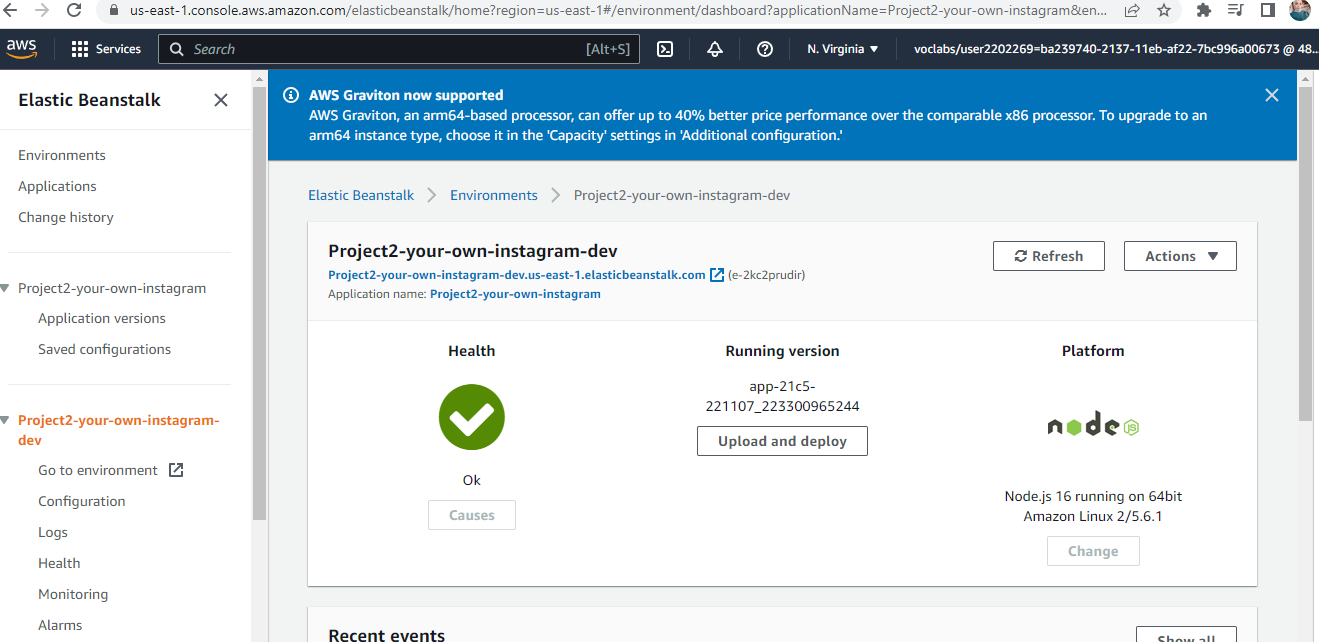 us-east-1.console.aws.amazon.com/elasticbeanstalk/home?region=us-east-1#/environment/dashboard?applicationName=Project2-your-own-instagram&en...
aws
Services
Search
[Alt+S]
N. Virginia
voclabs/user2202269=ba239740-2137-11eb-af22-7bc996a00673 @ 48...
Elastic Beanstalk
Environments
Applications
Change history
Project2-your-own-instagram
Application versions
Saved configurations
Project2-your-own-instagram-
dev
Go to environment
Configuration
Logs
Health
Monitoring
Alarms
AWS Graviton now supported
AWS Graviton, an arm64-based processor, can offer up to 40% better price performance over the comparable x86 processor. To upgrade to an
arm64 instance type, choose it in the 'Capacity' settings in 'Additional configuration.'
Elastic Beanstalk
Environments
Project2-your-own-instagram-dev
Project2-your-own-instagram-dev
Project2-your-own-instagram-dev.us-east-1.elasticbeanstalk.com (e-2kc2prudir)
Application name: Project2-your-own-instagram
Refresh
Actions
Health
Ok
Causes
Running version
app-21c5-
221107_223300965244
Upload and deploy
Platform
node
JS
Node.js 16 running on 64bit
Amazon Linux 2/5.6.1
Change
Recent events
Show all